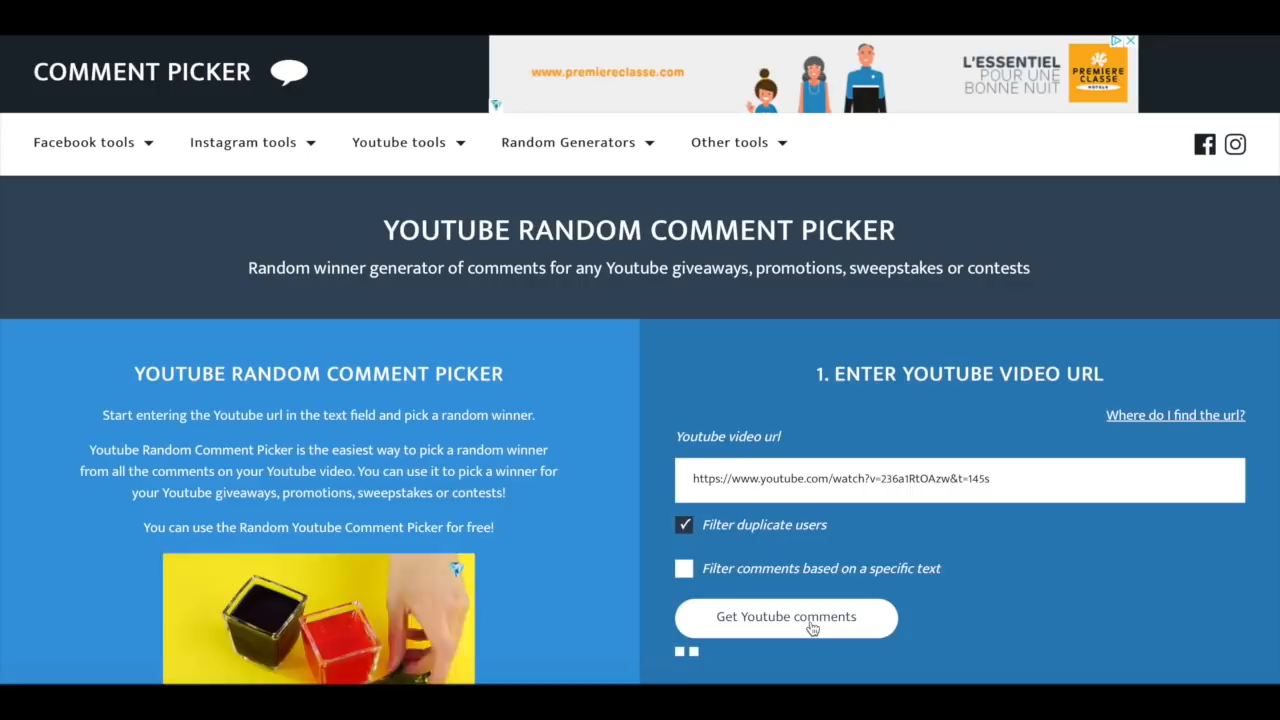 COMMENT PICKER
www.premiereclasse.com
L'ESSENTIEL
POUR UNE
BONNE NUIT
PREMIERE
CLASSE
HOTELS
Facebook tools
Instagram tools
Youtube tools
Random Generators
Other tools
YOUTUBE RANDOM COMMENT PICKER
Random winner generator of comments for any Youtube giveaways, promotions, sweepstakes or contests
YOUTUBE RANDOM COMMENT PICKER
Start entering the Youtube url in the text field and pick a random winner.
Youtube Random Comment Picker is the easiest way to pick a random winner
from all the comments on your Youtube video. You can use it to pick a winner for
your Youtube giveaways, promotions, sweepstakes or contests!
You can use the Random Youtube Comment Picker for free!
1. ENTER YOUTUBE VIDEO URL
Where do I find the url?
Youtube video url
https://www.youtube.com/watch?v=236a1RtOAzw&t=145s
Filter duplicate users
Filter comments based on a specific text
Get Youtube comments